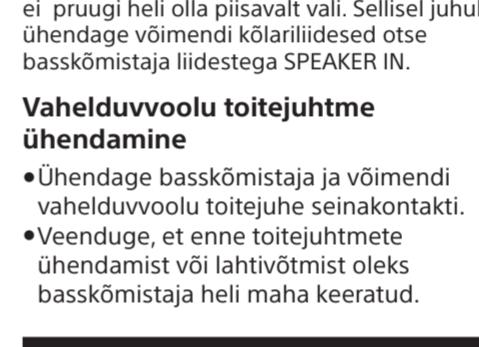 ei pruugi heli olla piisavalt vali. Sellisel juhul
ühendage võimendi kõlariliidesed otse
basskõmistaja liidestega SPEAKER IN.
Vahelduvvoolu toitejuhtme
ühendamine
●Ühendage basskõmistaja ja võimendi
vahelduvvoolu toitejuhe seinakontakti.
●Veenduge, et enne toitejuhtmete
ühendamist või lahtivõtmist oleks
basskõmistaja heli maha keeratud.